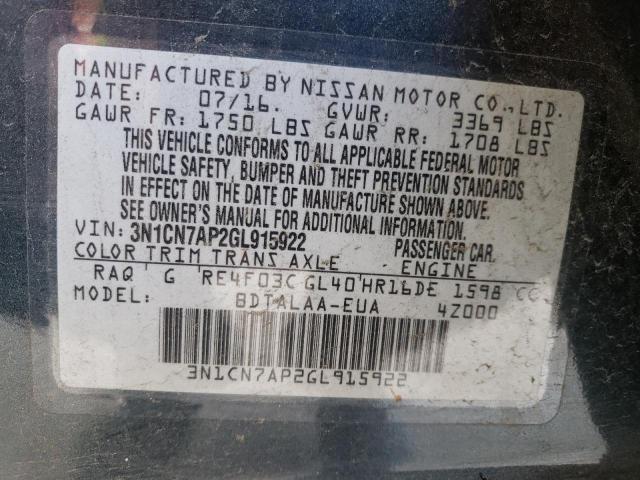 MANUFACTURED BY NISSAN MOTOR CO., LTD.
DATE: 07/16. GVWR: 3369 LBS
GAWR FR: 1750 LBS GAWR RR: 1708 LBS
THIS VEHICLE CONFORMS TO ALL APPLICABLE FEDERAL MOTOR
VEHICLE SAFETY, BUMPER AND THEFT PREVENTION STANDARDS
IN EFFECT ON THE DATE OF MANUFACTURE SHOWN ABOVE.
SEE OWNER'S MANUAL FOR ADDITIONAL INFORMATION.
VIN: 3N1CN7AP2GL915922 PASSENGER CAR.
COLOR TRIM TRANS AXLE ENGINE
RAQ G RE4F03C GL40 HR16DE 1598 CC
MODEL: BDTALAA-EUA 4Z000
3N1CN7AP2GL915922